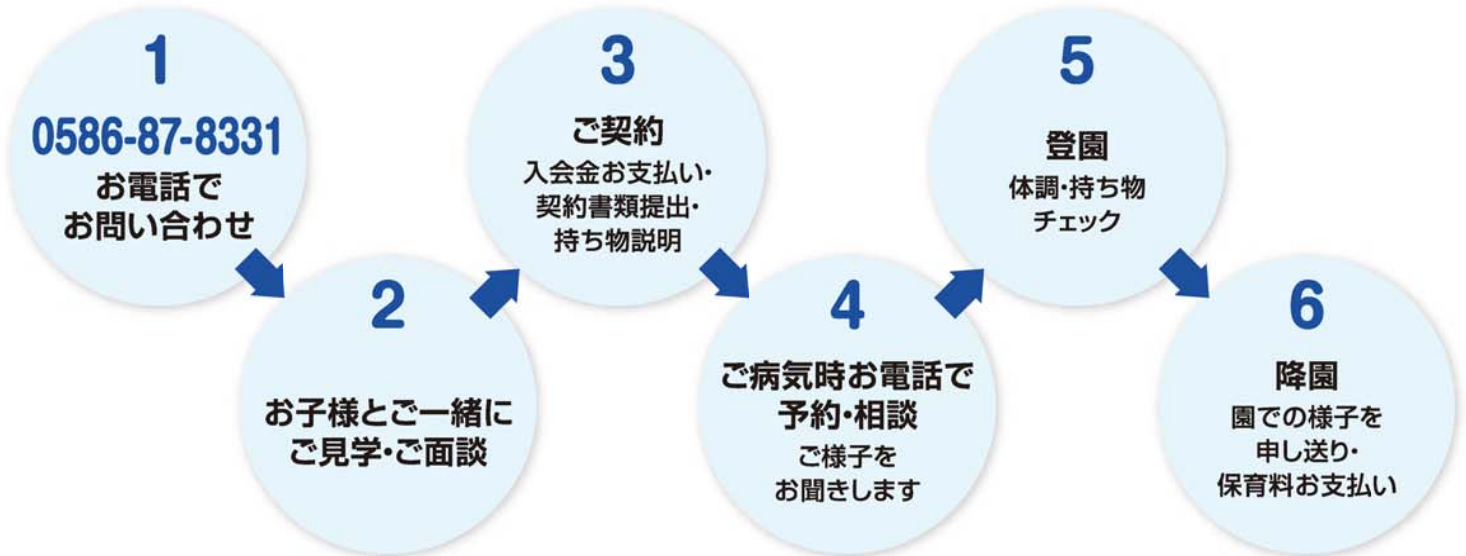 1
0586-87-8331
お電話で
お問い合わせ
2
お子様とご一緒に
ご見学・ご面談
3
ご契約
入会金お支払い・
契約書類提出・
持ち物説明
4
ご病気時お電話で
予約・相談
ご様子を
お聞きします
5
登園
体調・持ち物
チェック
6
降園
園での様子を
申し送り・
保育料お支払い